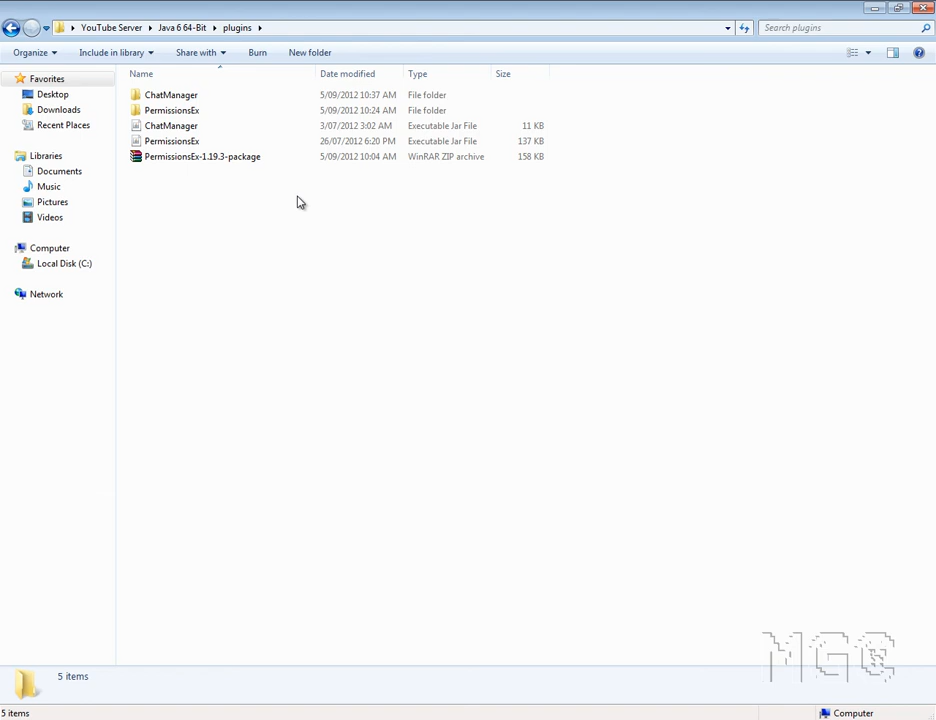 YouTube Server Java 6 64-Bit plugins
Search plugins
Organize Include in library Share with Burn New folder
Name Date modified Type Size
Favorites
Desktop
Downloads
Recent Places
Libraries
Documents
Music
Pictures
Videos
Computer
Local Disk (C:)
Network
ChatManager 5/09/2012 10:37 AM File folder
PermissionsEx 5/09/2012 10:24 AM File folder
ChatManager 3/07/2012 3:02 AM Executable Jar File 11 KB
PermissionsEx 26/07/2012 6:20 PM Executable Jar File 137 KB
PermissionsEx-1.19.3-package 5/09/2012 10:04 AM WinRAR ZIP archive 158 KB
5 items
5 items
Computer